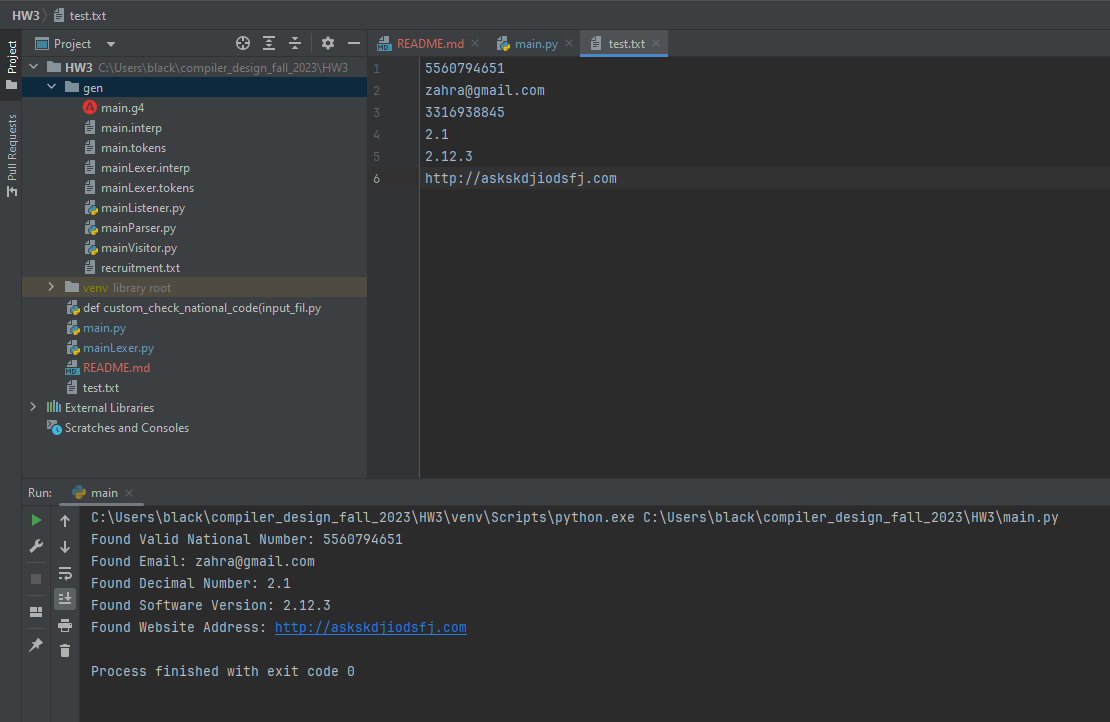 HW3 test.txt
Project
Pull Requests
Project
HW3 C:\Users\black\compiler_design_fall_2023\HW3
gen
main.g4
main.interp
main.tokens
mainLexer.interp
mainLexer.tokens
mainListener.py
mainParser.py
mainVisitor.py
recruitment.txt
venv library root
def custom_check_national_code(input_fil.py
main.py
mainLexer.py
README.md
test.txt
External Libraries
Scratches and Consoles
README.md main.py test.txt
1 5560794651
2 zahra@gmail.com
3 3316938845
4 2.1
5 2.12.3
6 http://askskdjiodsfj.com
Run: main
C:\Users\black\compiler_design_fall_2023\HW3\venv\Scripts\python.exe C:\Users\black\compiler_design_fall_2023\HW3\main.py
Found Valid National Number: 5560794651
Found Email: zahra@gmail.com
Found Decimal Number: 2.1
Found Software Version: 2.12.3
Found Website Address: http://askskdjiodsfj.com
Process finished with exit code 0